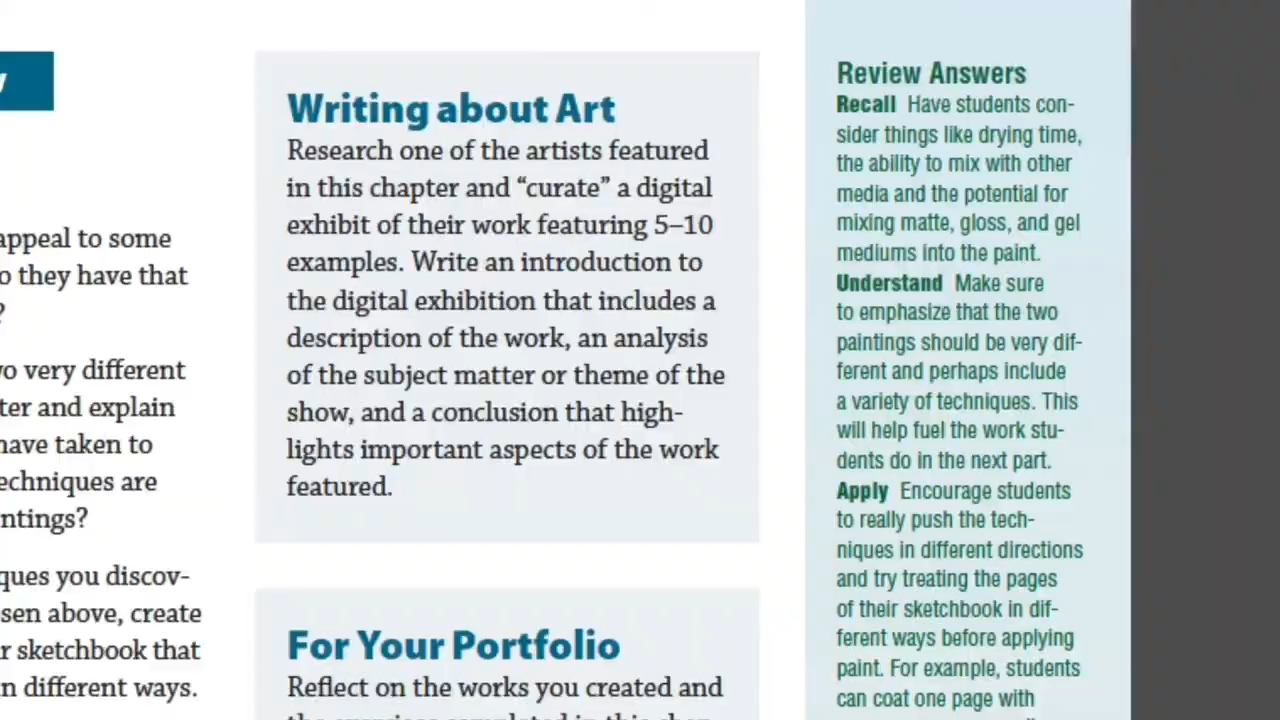 appeal to some
they have that
?
very different
and explain
have taken to
techniques are
you discov-
above, create
sketchbook that
different ways.
Writing about Art
Research one of the artists featured
in this chapter and “curate” a digital
exhibit of their work featuring 5–10
examples. Write an introduction to
the digital exhibition that includes a
description of the work, an analysis
of the subject matter or theme of the
show, and a conclusion that high-
lights important aspects of the work
featured.
For Your Portfolio
Reflect on the works you created and
Review Answers
Recall Have students con-
sider things like drying time,
the ability to mix with other
media and the potential for
mixing matte, gloss, and gel
mediums into the paint.
Understand Make sure
to emphasize that the two
paintings should be very dif-
ferent and perhaps include
a variety of techniques. This
will help fuel the work stu-
dents do in the next part.
Apply Encourage students
to really push the tech-
niques in different directions
and try treating the pages
of their sketchbook in dif-
ferent ways before applying
paint. For example, students
can coat one page with